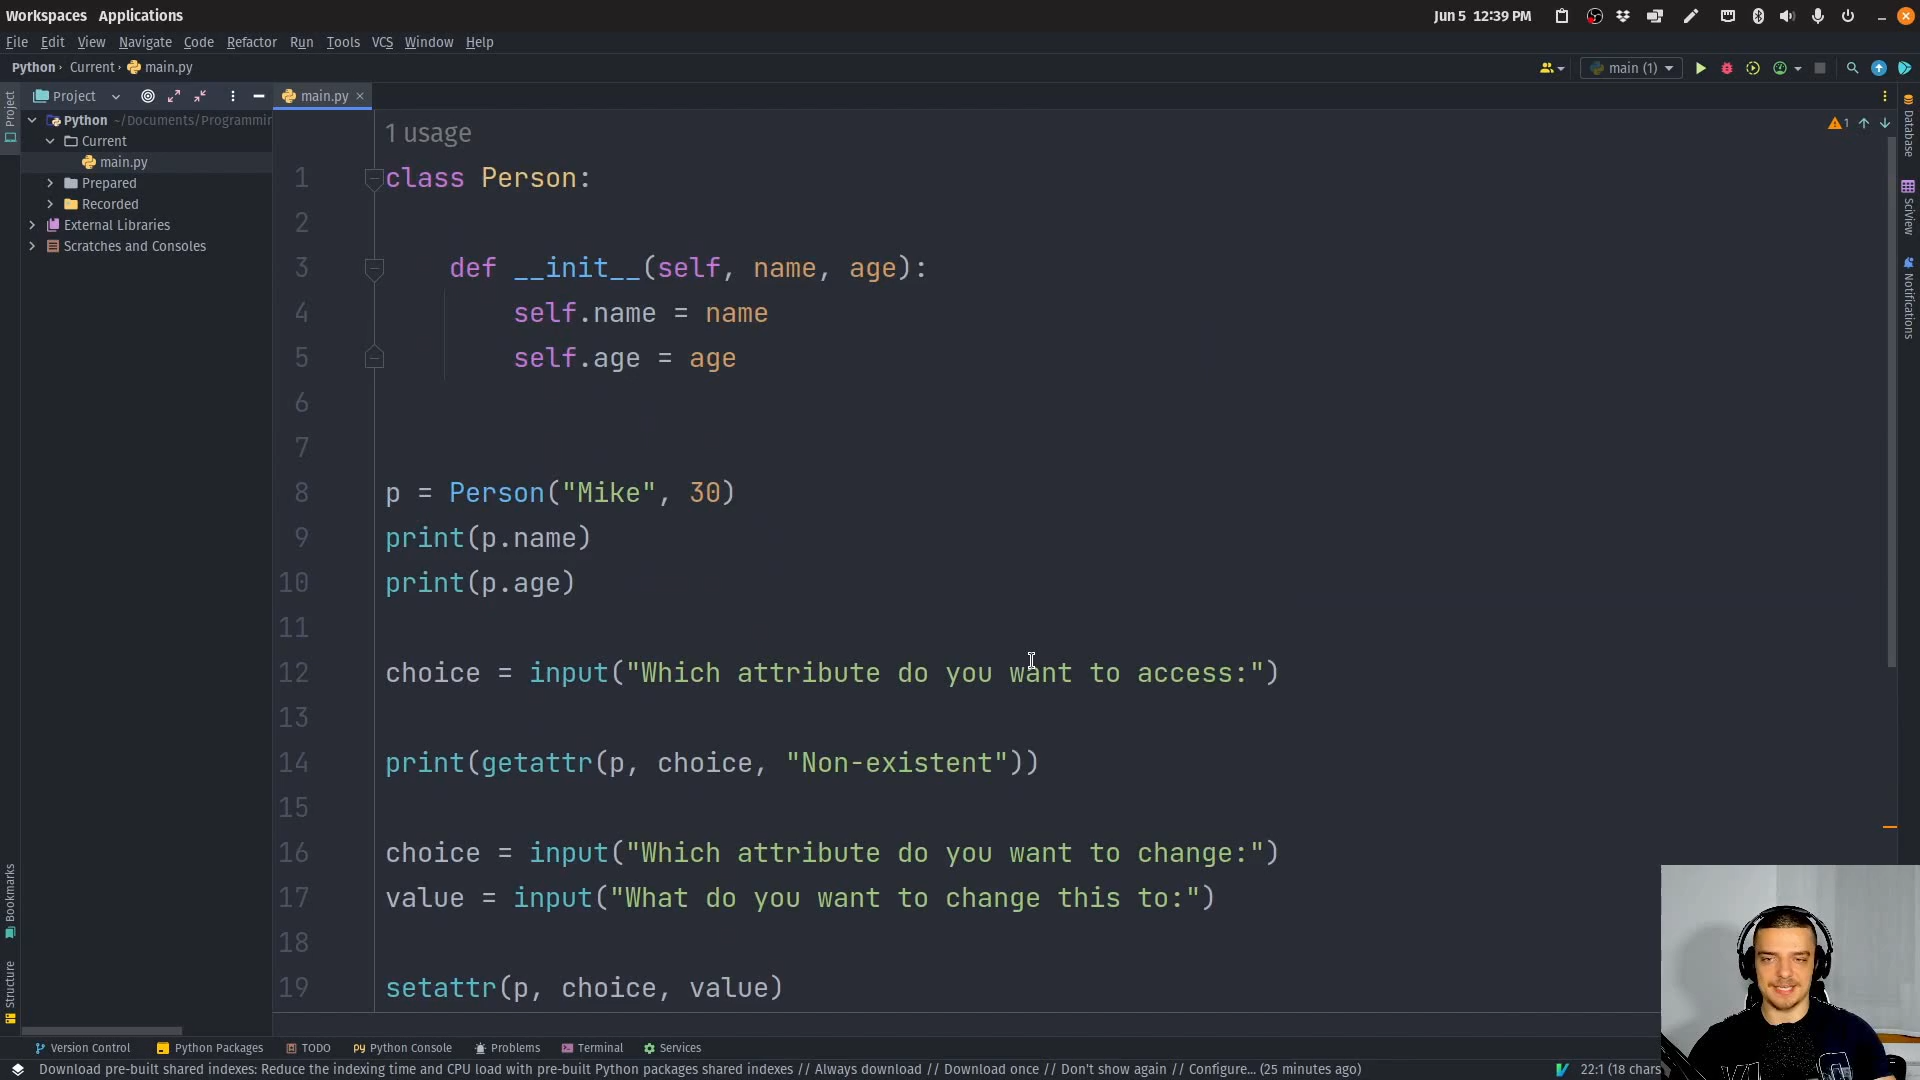 Workspaces Applications
Jun 5 12:39 PM
File Edit View Navigate Code Refactor Run Tools VCS Window Help
Python Current main.py
main (1)
Project
main.py
Python ~/Documents/Programmin
Current
main.py
Prepared
Recorded
External Libraries
Scratches and Consoles
Project
Bookmarks
Structure
1 usage
1 class Person:
2
3 def __init__(self, name, age):
4 self.name = name
5 self.age = age
6
7
8 p = Person("Mike", 30)
9 print(p.name)
10 print(p.age)
11
12 choice = input("Which attribute do you want to access:")
13
14 print(getattr(p, choice, "Non-existent"))
15
16 choice = input("Which attribute do you want to change:")
17 value = input("What do you want to change this to:")
18
19 setattr(p, choice, value)
1
Database
SciView
Notifications
Version Control Python Packages TODO Python Console Problems Terminal Services
Download pre-built shared indexes: Reduce the indexing time and CPU load with pre-built Python packages shared indexes // Always download // Download once // Don't show again // Configure... (25 minutes ago)
22:1 (18 chars